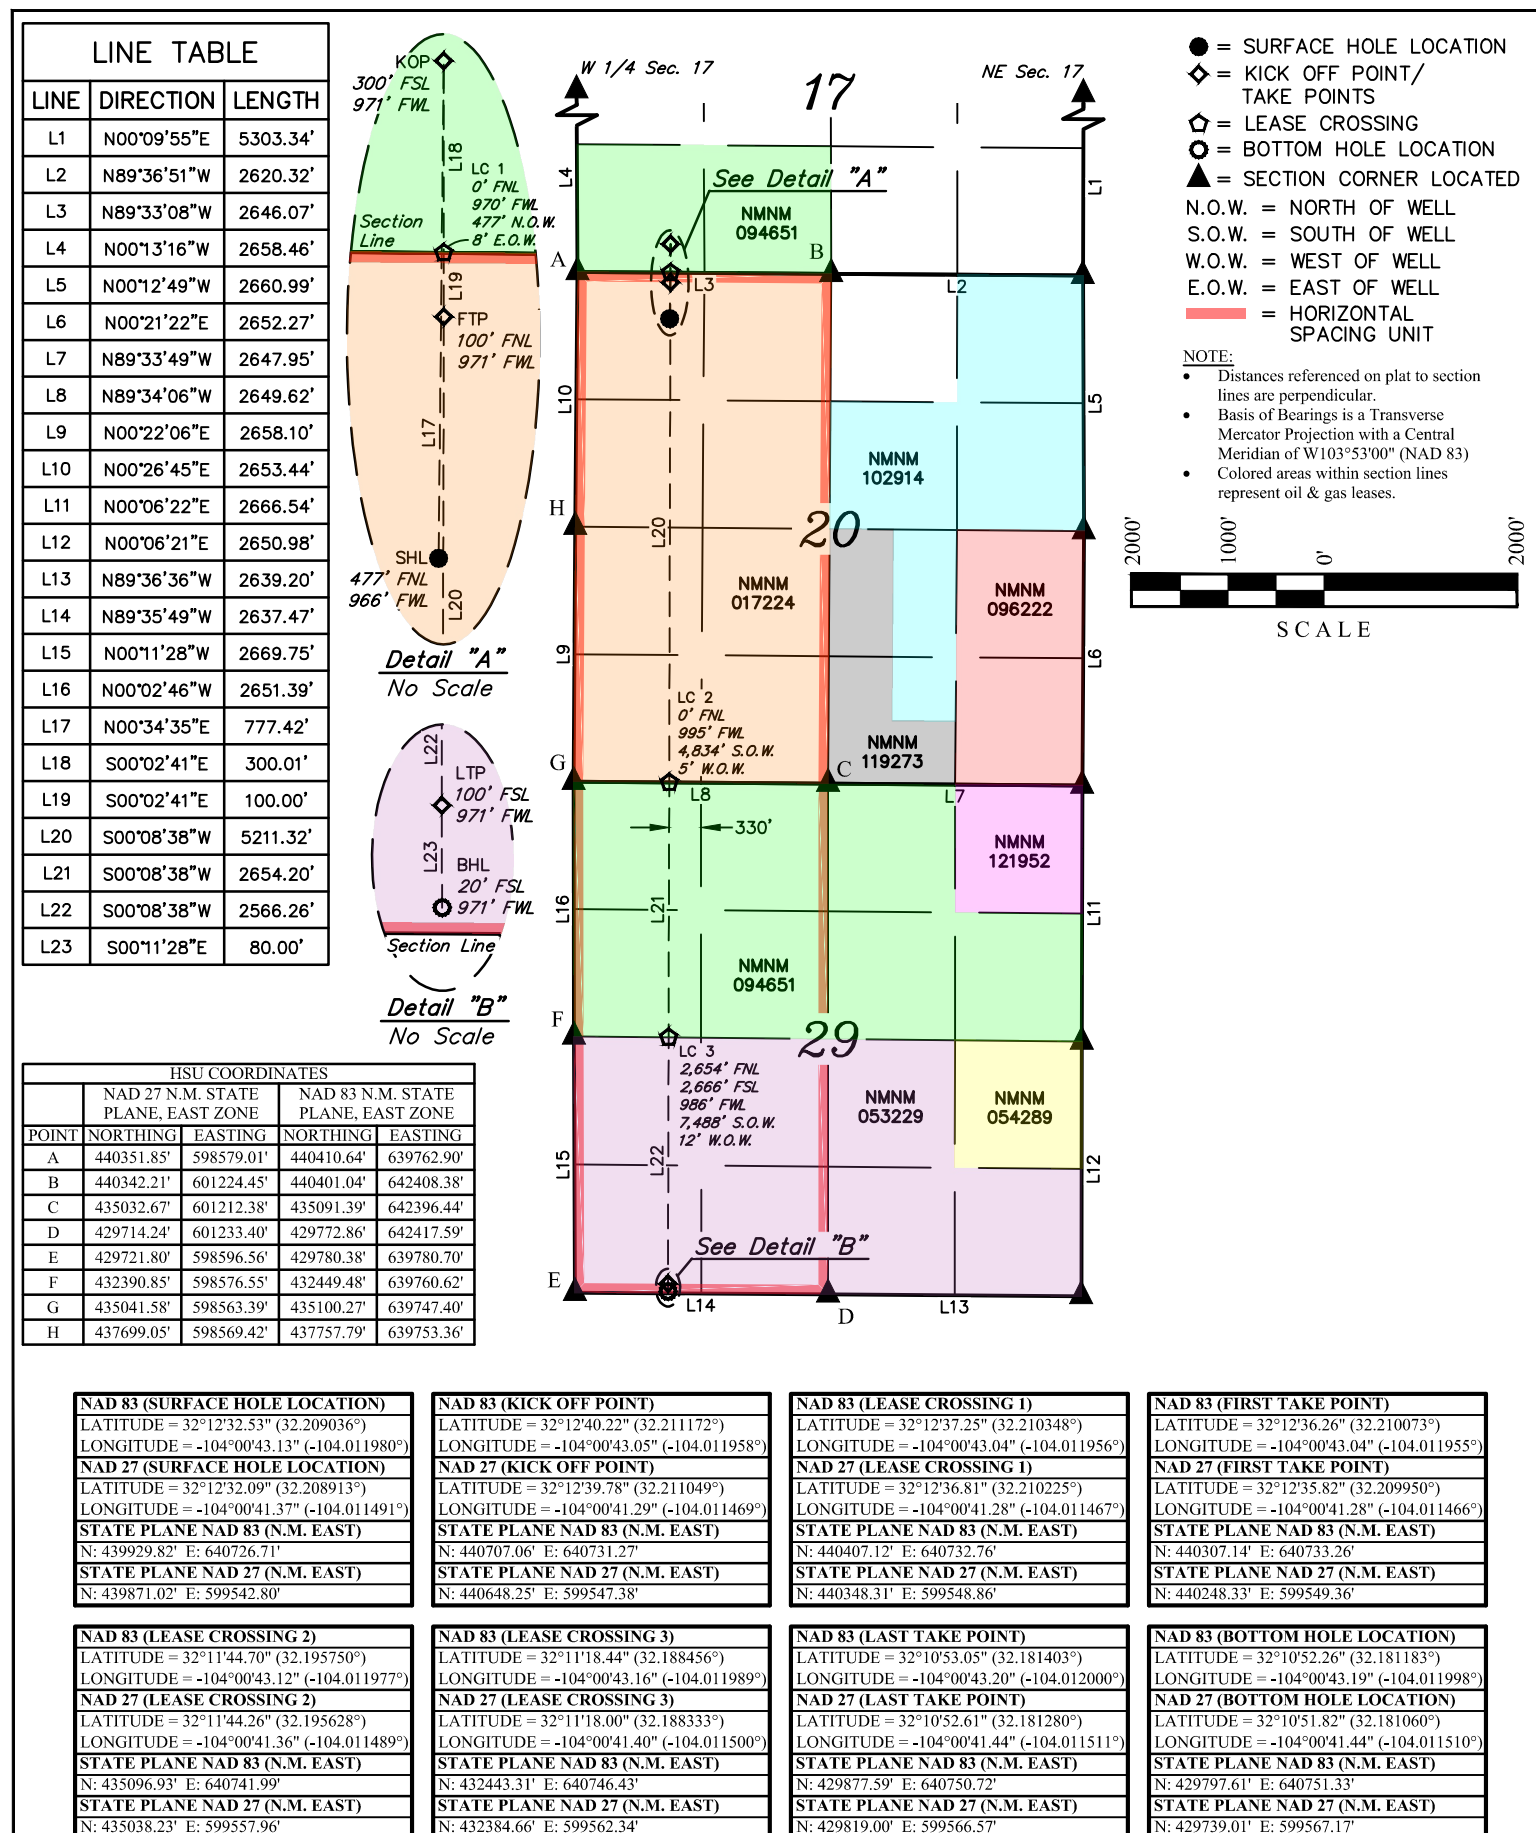 LINE TABLE
LINE DIRECTION LENGTH
L1 N00°09'55"E 5303.34'
L2 N89°36'51"W 2620.32'
L3 N89°33'08"W 2646.07'
L4 N00°13'16"W 2658.46'
L5 N00°12'49"W 2660.99'
L6 N00°21'22"E 2652.27'
L7 N89°33'49"W 2647.95'
L8 N89°34'06"W 2649.62'
L9 N00°22'06"E 2658.10'
L10 N00°26'45"E 2653.44'
L11 N00°06'22"E 2666.54'
L12 N00°06'21"E 2650.98'
L13 N89°36'36"W 2639.20'
L14 N89°35'49"W 2637.47'
L15 N00°11'28"W 2669.75'
L16 N00°02'46"W 2651.39'
L17 N00°34'35"E 777.42'
L18 S00°02'41"E 300.01'
L19 S00°02'41"E 100.00'
L20 S00°08'38"W 5211.32'
L21 S00°08'38"W 2654.20'
L22 S00°08'38"W 2566.26'
L23 S00°11'28"E 80.00'
KOP
300' FSL
971' FWL
L18
LC 1
0' FNL
970' FWL
477' N.O.W.
8' E.O.W.
Section
Line
L19
FTP
100' FNL
971' FWL
L17
SHL
477' FNL
966' FWL
L20
Detail "A"
No Scale
L22
LTP
100' FSL
971' FWL
L23
BHL
20' FSL
971' FWL
Section Line
Detail "B"
No Scale
W 1/4 Sec. 17
17
NE Sec. 17
L4
See Detail "A"
L1
NMNM
094651
A
B
L3
L2
L10
L5
NMNM
102914
H
L20
20
NMNM
017224
NMNM
096222
L9
L6
LC 2
0' FNL
995' FWL
4,834' S.O.W.
5' W.O.W.
NMNM
119273
G
C
L8
L7
330'
NMNM
121952
L16
L21
L11
NMNM
094651
F
29
LC 3
2,654' FNL
2,666' FSL
986' FWL
7,488' S.O.W.
12' W.O.W.
NMNM
053229
NMNM
054289
L15
L22
L12
See Detail "B"
E
L14
D
L13
= SURFACE HOLE LOCATION
= KICK OFF POINT/
TAKE POINTS
= LEASE CROSSING
= BOTTOM HOLE LOCATION
= SECTION CORNER LOCATED
N.O.W. = NORTH OF WELL
S.O.W. = SOUTH OF WELL
W.O.W. = WEST OF WELL
E.O.W. = EAST OF WELL
= HORIZONTAL
SPACING UNIT
NOTE:
• Distances referenced on plat to section
lines are perpendicular.
• Basis of Bearings is a Transverse
Mercator Projection with a Central
Meridian of W103°53'00" (NAD 83)
• Colored areas within section lines
represent oil & gas leases.
2000' 1000' 0' 2000'
SCALE
HSU COORDINATES
NAD 27 N.M. STATE NAD 83 N.M. STATE
PLANE, EAST ZONE PLANE, EAST ZONE
POINT NORTHING EASTING NORTHING EASTING
A 440351.85' 598579.01' 440410.64' 639762.90'
B 440342.21' 601224.45' 440401.04' 642408.38'
C 435032.67' 601212.38' 435091.39' 642396.44'
D 429714.24' 601233.40' 429772.86' 642417.59'
E 429721.80' 598596.56' 429780.38' 639780.70'
F 432390.85' 598576.55' 432449.48' 639760.62'
G 435041.58' 598563.39' 435100.27' 639747.40'
H 437699.05' 598569.42' 437757.79' 639753.36'
NAD 83 (SURFACE HOLE LOCATION)
LATITUDE = 32°12'32.53" (32.209036°)
LONGITUDE = -104°00'43.13" (-104.011980°)
NAD 27 (SURFACE HOLE LOCATION)
LATITUDE = 32°12'32.09" (32.208913°)
LONGITUDE = -104°00'41.37" (-104.011491°)
STATE PLANE NAD 83 (N.M. EAST)
N: 439929.82' E: 640726.71'
STATE PLANE NAD 27 (N.M. EAST)
N: 439871.02' E: 599542.80'
NAD 83 (KICK OFF POINT)
LATITUDE = 32°12'40.22" (32.211172°)
LONGITUDE = -104°00'43.05" (-104.011958°)
NAD 27 (KICK OFF POINT)
LATITUDE = 32°12'39.78" (32.211049°)
LONGITUDE = -104°00'41.29" (-104.011469°)
STATE PLANE NAD 83 (N.M. EAST)
N: 440707.06' E: 640731.27'
STATE PLANE NAD 27 (N.M. EAST)
N: 440648.25' E: 599547.38'
NAD 83 (LEASE CROSSING 1)
LATITUDE = 32°12'37.25" (32.210348°)
LONGITUDE = -104°00'43.04" (-104.011956°)
NAD 27 (LEASE CROSSING 1)
LATITUDE = 32°12'36.81" (32.210225°)
LONGITUDE = -104°00'41.28" (-104.011467°)
STATE PLANE NAD 83 (N.M. EAST)
N: 440407.12' E: 640732.76'
STATE PLANE NAD 27 (N.M. EAST)
N: 440348.31' E: 599548.86'
NAD 83 (FIRST TAKE POINT)
LATITUDE = 32°12'36.26" (32.210073°)
LONGITUDE = -104°00'43.04" (-104.011955°)
NAD 27 (FIRST TAKE POINT)
LATITUDE = 32°12'35.82" (32.209950°)
LONGITUDE = -104°00'41.28" (-104.011466°)
STATE PLANE NAD 83 (N.M. EAST)
N: 440307.14' E: 640733.26'
STATE PLANE NAD 27 (N.M. EAST)
N: 440248.33' E: 599549.36'
NAD 83 (LEASE CROSSING 2)
LATITUDE = 32°11'44.70" (32.195750°)
LONGITUDE = -104°00'43.12" (-104.011977°)
NAD 27 (LEASE CROSSING 2)
LATITUDE = 32°11'44.26" (32.195628°)
LONGITUDE = -104°00'41.36" (-104.011489°)
STATE PLANE NAD 83 (N.M. EAST)
N: 435096.93' E: 640741.99'
STATE PLANE NAD 27 (N.M. EAST)
N: 435038.23' E: 599557.96'
NAD 83 (LEASE CROSSING 3)
LATITUDE = 32°11'18.44" (32.188456°)
LONGITUDE = -104°00'43.16" (-104.011989°)
NAD 27 (LEASE CROSSING 3)
LATITUDE = 32°11'18.00" (32.188333°)
LONGITUDE = -104°00'41.40" (-104.011500°)
STATE PLANE NAD 83 (N.M. EAST)
N: 432443.31' E: 640746.43'
STATE PLANE NAD 27 (N.M. EAST)
N: 432384.66' E: 599562.34'
NAD 83 (LAST TAKE POINT)
LATITUDE = 32°10'53.05" (32.181403°)
LONGITUDE = -104°00'43.20" (-104.012000°)
NAD 27 (LAST TAKE POINT)
LATITUDE = 32°10'52.61" (32.181280°)
LONGITUDE = -104°00'41.44" (-104.011511°)
STATE PLANE NAD 83 (N.M. EAST)
N: 429877.59' E: 640750.72'
STATE PLANE NAD 27 (N.M. EAST)
N: 429819.00' E: 599566.57'
NAD 83 (BOTTOM HOLE LOCATION)
LATITUDE = 32°10'52.26" (32.181183°)
LONGITUDE = -104°00'43.19" (-104.011998°)
NAD 27 (BOTTOM HOLE LOCATION)
LATITUDE = 32°10'51.82" (32.181060°)
LONGITUDE = -104°00'41.44" (-104.011510°)
STATE PLANE NAD 83 (N.M. EAST)
N: 429797.61' E: 640751.33'
STATE PLANE NAD 27 (N.M. EAST)
N: 429739.01' E: 599567.17'